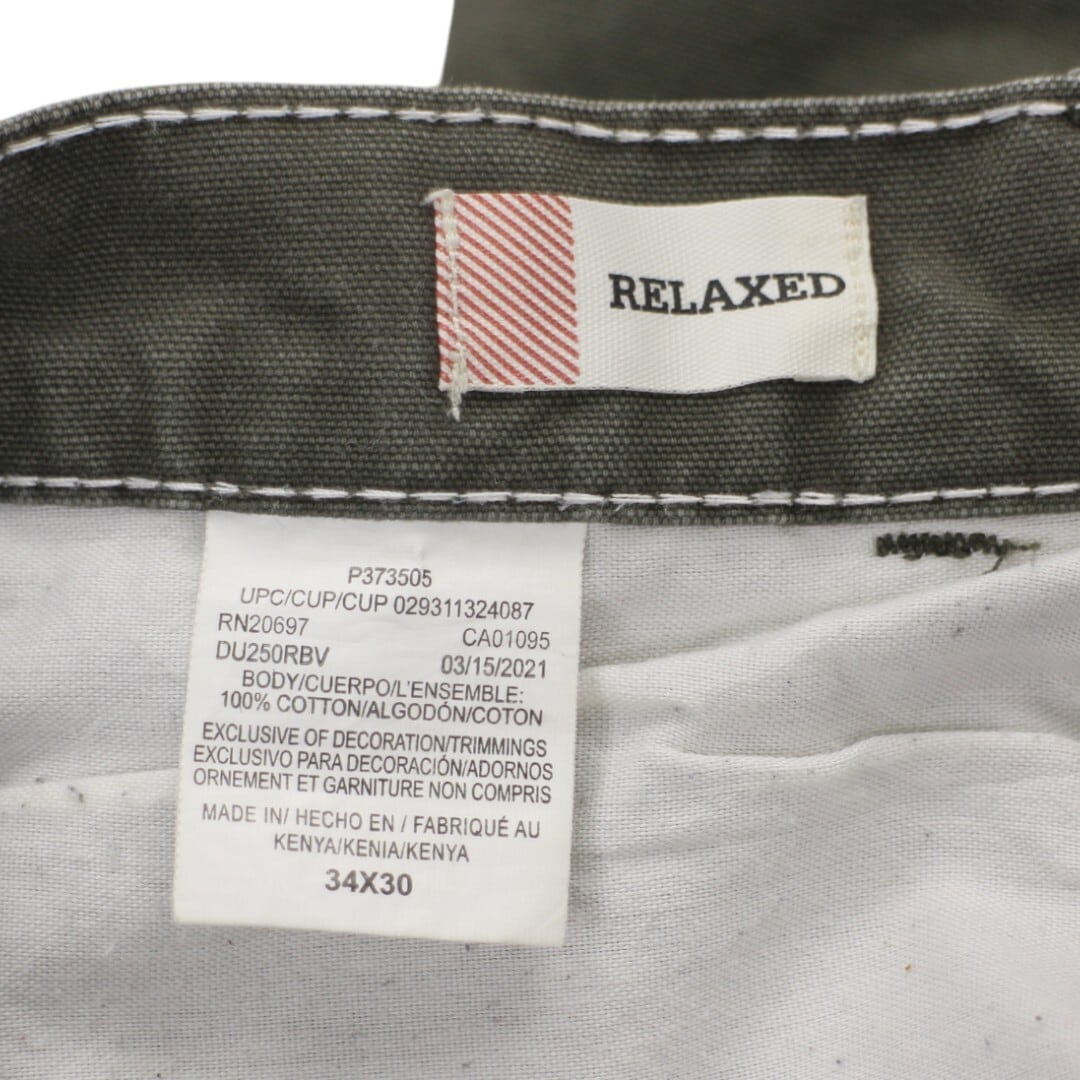 RELAXED
P373505
UPC/CUP/CUP 029311324087
RN20697 CA01095
DU250RBV 03/15/2021
BODY/CUERPO/L'ENSEMBLE:
100% COTTON/ALGODÓN/COTON
EXCLUSIVE OF DECORATION/TRIMMINGS
EXCLUSIVO PARA DECORACIÓN/ADORNOS
ORNEMENT ET GARNITURE NON COMPRIS
MADE IN/ HECHO EN / FABRIQUÉ AU
KENYA/KENIA/KENYA
34X30